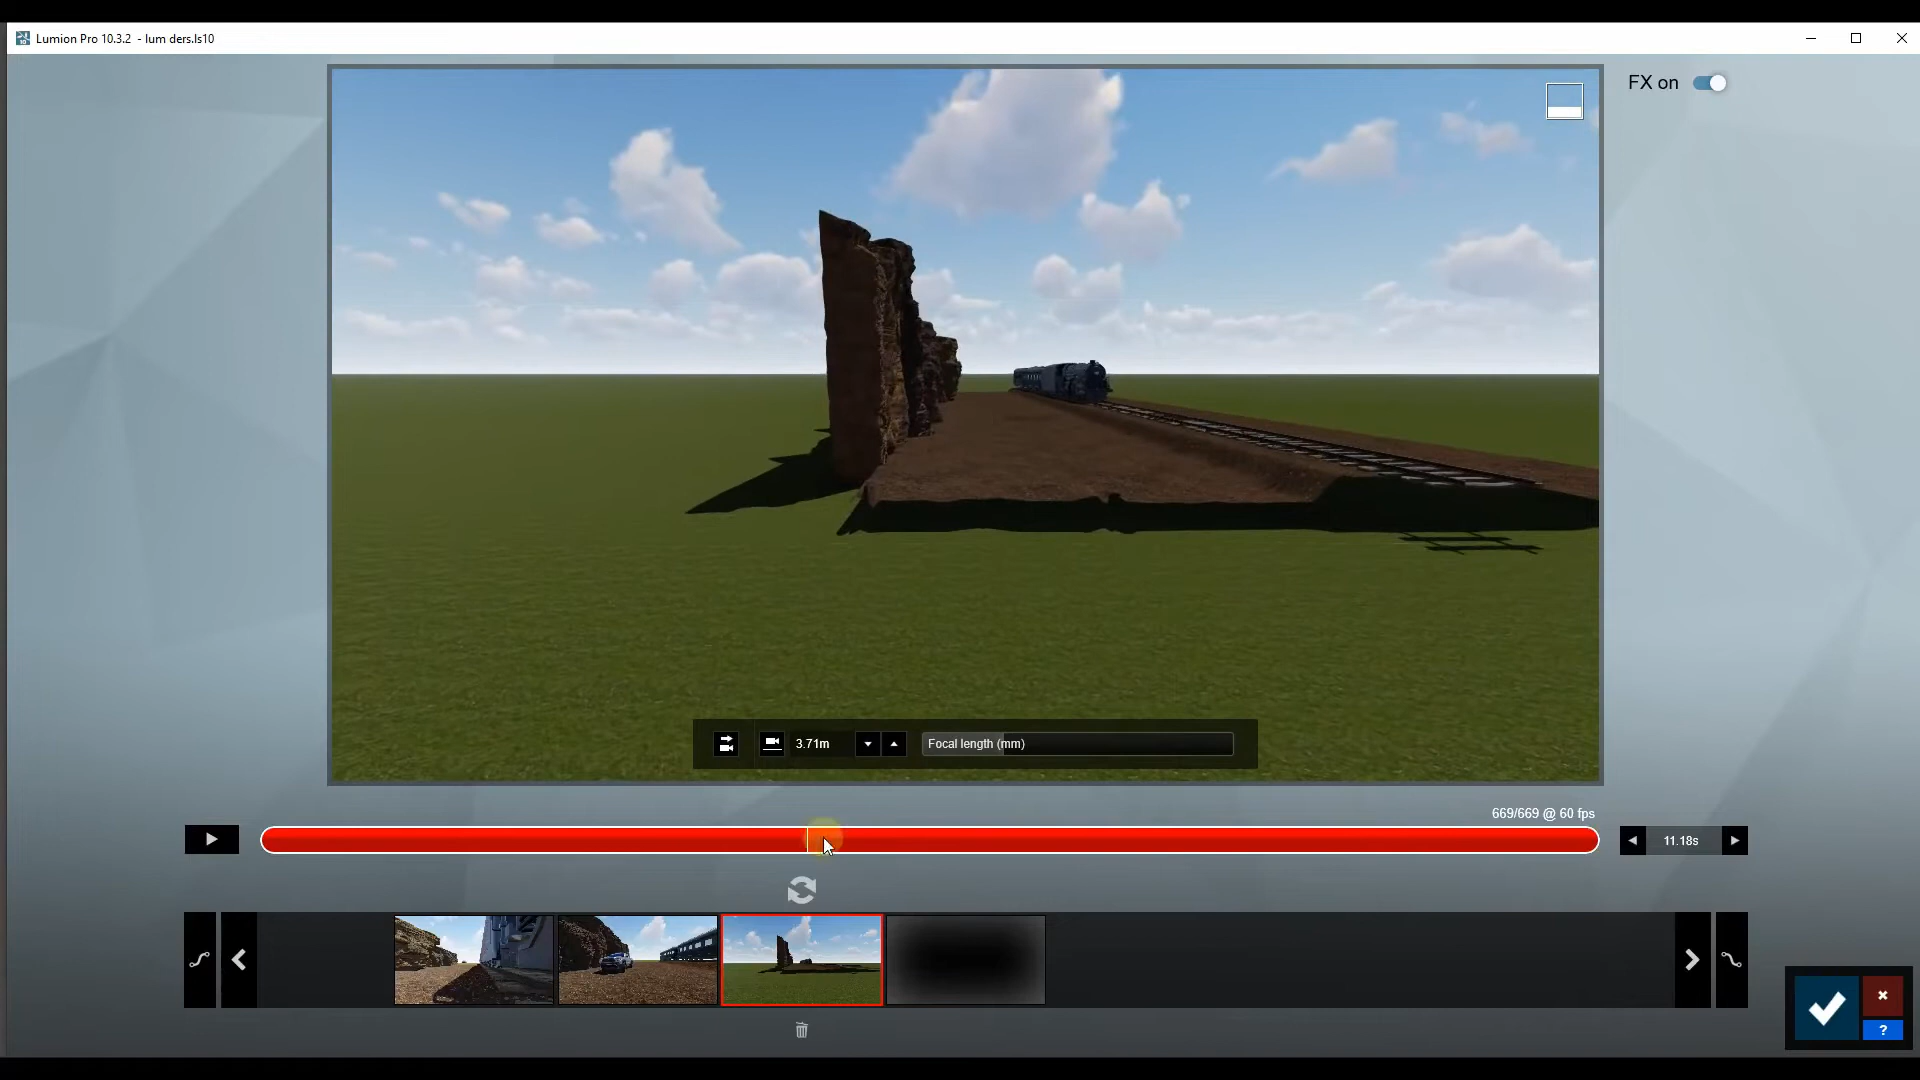 Lumion Pro 10.3.2 - lum ders.ls10
FX on
3.71m
Focal length (mm)
669/669 @ 60 fps
11.18s
?